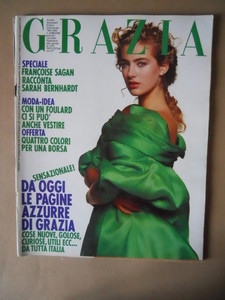 GRAZIA
SPECIALE
FRANÇOISE SAGAN
RACCONTA
SARAH BERNHARDT
MODA-IDEA
CON UN FOULARD
CI SI PUO'
ANCHE VESTIRE
OFFERTA
QUATTRO COLORI
PER UNA BORSA
SENSAZIONALE!
DA OGGI
LE PAGINE
AZZURRE
DI GRAZIA
COSE NUOVE, GOLOSE,
CURIOSE, UTILI ECC...
DA TUTTA ITALIA